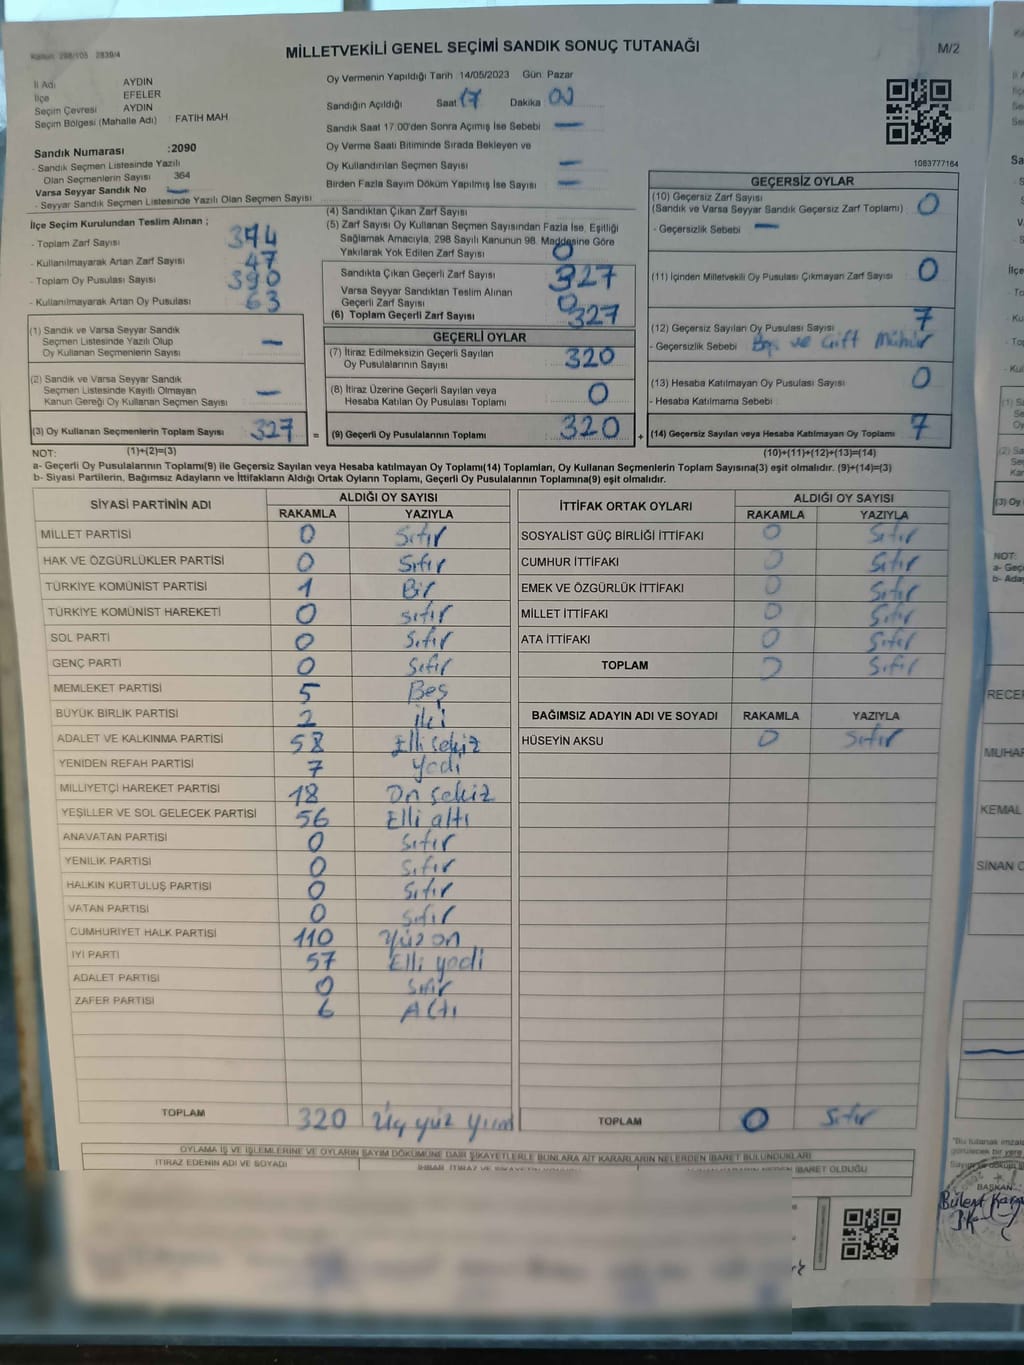 Kanun: 298/105 2839/4
MİLLETVEKİLİ GENEL SEÇİMİ SANDIK SONUÇ TUTANAĞI
M/2
İl Adı AYDIN
İlçe EFELER
Seçim Çevresi AYDIN
Seçim Bölgesi (Mahalle Adı) : FATİH MAH
Sandık Numarası :2090
- Sandık Seçmen Listesinde Yazılı
Olan Seçmenlerin Sayısı 364
Varsa Seyyar Sandık No —
- Seyyar Sandık Seçmen Listesinde Yazılı Olan Seçmen Sayısı
Oy Vermenin Yapıldığı Tarih 14/05/2023 Gün: Pazar
Sandığın Açıldığı Saat 17 Dakika 00
Sandık Saat 17:00'den Sonra Açımış İse Sebebi —
Oy Verme Saati Bitiminde Sırada Bekleyen ve
Oy Kullandırılan Seçmen Sayısı —
Birden Fazla Sayım Döküm Yapılmış İse Sayısı —
1083777164
İlçe Seçim Kurulundan Teslim Alınan ;
- Toplam Zarf Sayısı 374
- Kullanılmayarak Artan Zarf Sayısı 47
- Toplam Oy Pusulası Sayısı 390
- Kullanılmayarak Artan Oy Pusulası 63
(1) Sandık ve Varsa Seyyar Sandık
Seçmen Listesinde Yazılı Olup
Oy Kullanan Seçmenlerin Sayısı —
(2) Sandık ve Varsa Seyyar Sandık
Seçmen Listesinde Kayıtlı Olmayan
Kanun Gereği Oy Kullanan Seçmen Sayısı —
(3) Oy Kullanan Seçmenlerin Toplam Sayısı 327 =
(4) Sandıktan Çıkan Zarf Sayısı
(5) Zarf Sayısı Oy Kullanan Seçmen Sayısından Fazla İse, Eşitliği
Sağlamak Amacıyla, 298 Sayılı Kanunun 98. Maddesine Göre
Yakılarak Yok Edilen Zarf Sayısı 0
Sandıkta Çıkan Geçerli Zarf Sayısı 327
Varsa Seyyar Sandıktan Teslim Alınan
Geçerli Zarf Sayısı 0
(6) Toplam Geçerli Zarf Sayısı 327
GEÇERLİ OYLAR
(7) İtiraz Edilmeksizin Geçerli Sayılan
Oy Pusulalarının Sayısı 320
(8) İtiraz Üzerine Geçerli Sayılan veya
Hesaba Katılan Oy Pusulası Toplamı 0
(9) Geçerli Oy Pusulalarının Toplamı 320 +
GEÇERSİZ OYLAR
(10) Geçersiz Zarf Sayısı
(Sandık ve Varsa Seyyar Sandık Geçersiz Zarf Toplamı) 0
- Geçersizlik Sebebi —
(11) İçinden Milletvekili Oy Pusulası Çıkmayan Zarf Sayısı 0
(12) Geçersiz Sayılan Oy Pusulası Sayısı 7
- Geçersizlik Sebebi Boş ve Çift Mühür
(13) Hesaba Katılmayan Oy Pusulası Sayısı 0
- Hesaba Katılmama Sebebi
(14) Geçersiz Sayılan veya Hesaba Katılmayan Oy Toplamı 7
NOT: (1)+(2)=(3) (10)+(11)+(12)+(13)=(14)
a- Geçerli Oy Pusulalarının Toplamı(9) ile Geçersiz Sayılan veya Hesaba katılmayan Oy Toplamı(14) Toplamları, Oy Kullanan Seçmenlerin Toplam Sayısına(3) eşit olmalıdır. (9)+(14)=(3)
b- Siyasi Partilerin, Bağımsız Adayların ve İttifakların Aldığı Ortak Oyların Toplamı, Geçerli Oy Pusulalarının Toplamına(9) eşit olmalıdır.
SİYASİ PARTİNİN ADI ALDIĞI OY SAYISI
RAKAMLA YAZIYLA
MİLLET PARTİSİ 0 Sıfır
HAK VE ÖZGÜRLÜKLER PARTİSİ 0 Sıfır
TÜRKİYE KOMÜNİST PARTİSİ 1 Bir
TÜRKİYE KOMÜNİST HAREKETİ 0 sıfır
SOL PARTİ 0 Sıfır
GENÇ PARTİ 0 Sıfır
MEMLEKET PARTİSİ 5 Beş
BÜYÜK BİRLİK PARTİSİ 2 iki
ADALET VE KALKINMA PARTİSİ 58 Elli sekiz
YENİDEN REFAH PARTİSİ 7 Yedi
MİLLİYETÇİ HAREKET PARTİSİ 18 On sekiz
YEŞİLLER VE SOL GELECEK PARTİSİ 56 Elli altı
ANAVATAN PARTİSİ 0 Sıfır
YENİLİK PARTİSİ 0 Sıfır
HALKIN KURTULUŞ PARTİSİ 0 Sıfır
VATAN PARTİSİ 0 Sıfır
CUMHURİYET HALK PARTİSİ 110 Yüz on
İYİ PARTİ 57 Elli yedi
ADALET PARTİSİ 0 Sıfır
ZAFER PARTİSİ 6 Altı
TOPLAM 320 Üç yüz yirmi
İTTİFAK ORTAK OYLARI ALDIĞI OY SAYISI
RAKAMLA YAZIYLA
SOSYALİST GÜÇ BİRLİĞİ İTTİFAKI 0 Sıfır
CUMHUR İTTİFAKI 0 Sıfır
EMEK VE ÖZGÜRLÜK İTTİFAKI 0 Sıfır
MİLLET İTTİFAKI 0 Sıfır
ATA İTTİFAKI 0 Sıfır
TOPLAM 0 Sıfır
BAĞIMSIZ ADAYIN ADI VE SOYADI RAKAMLA YAZIYLA
HÜSEYİN AKSU 0 Sıfır
TOPLAM 0 Sıfır
OYLAMA İŞ VE İŞLEMLERİNE VE OYLARIN SAYIM DÖKÜMÜNE DAİR ŞİKAYETLERLE BUNLARA AİT KARARLARIN NELERDEN İBARET BULUNDUKLARI
İTİRAZ EDENİN ADI VE SOYADI
İBARET OLDUĞU
NOT:
RECEP
MUHAR
KEMAL
SİNAN O
BAŞKAN
Bülent